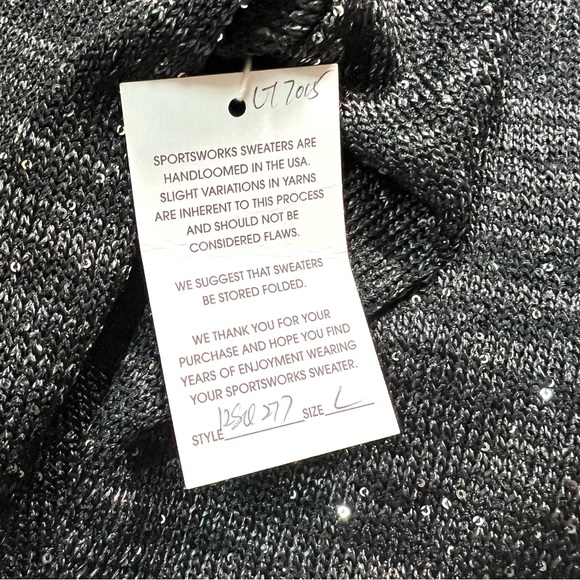 SPORTSWORKS SWEATERS ARE
HANDLOOMED IN THE USA.
SLIGHT VARIATIONS IN YARNS
ARE INHERENT TO THIS PROCESS
AND SHOULD NOT BE
CONSIDERED FLAWS.
WE SUGGEST THAT SWEATERS
BE STORED FOLDED.
WE THANK YOU FOR YOUR
PURCHASE AND HOPE YOU FIND
YEARS OF ENJOYMENT WEARING
YOUR SPORTSWORKS SWEATER.
STYLE SIZE L